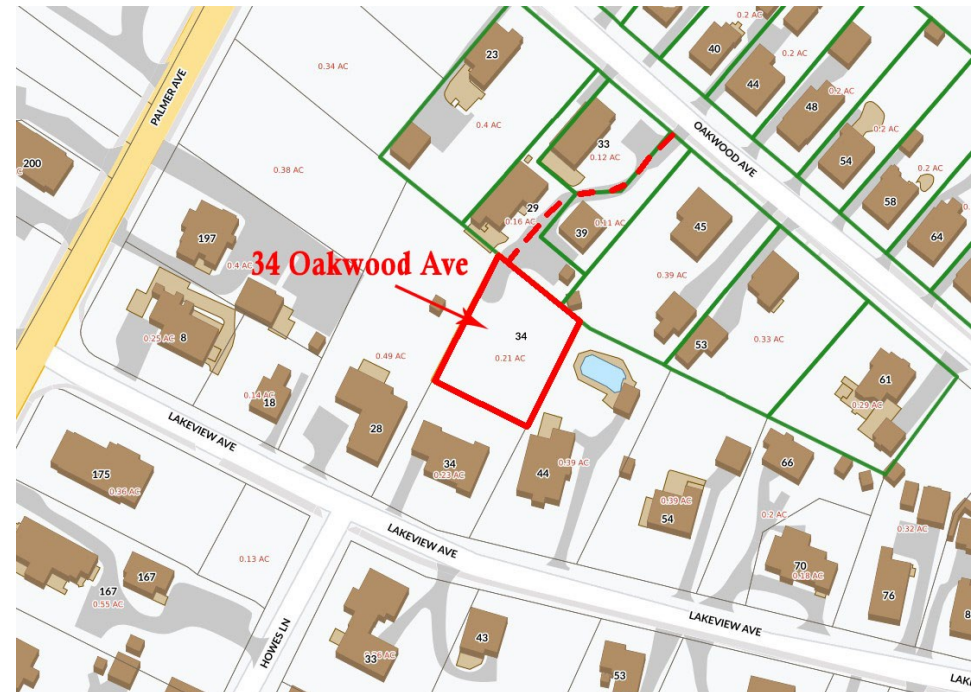 0.2 AC
40
0.2 AC
44
0.2 AC
48
0.2 AC
54
0.2 AC
58
64
23
0.34 AC
0.4 AC
PALMER AVE
OAKWOOD AVE
33
0.12 AC
200
0.38 AC
29
0.16 AC
39
0.11 AC
45
197
0.4 AC
34 Oakwood Ave
0.39 AC
34
0.21 AC
53
0.33 AC
8
0.25 AC
0.49 AC
18
0.14 AC
61
0.29 AC
LAKEVIEW AVE
28
34
0.23 AC
44
0.39 AC
66
175
0.36 AC
54
0.39 AC
0.2 AC
0.32 AC
LAKEVIEW AVE
0.13 AC
70
0.18 AC
76
167
167
0.55 AC
HOWES LN
33
43
LAKEVIEW AVE
53